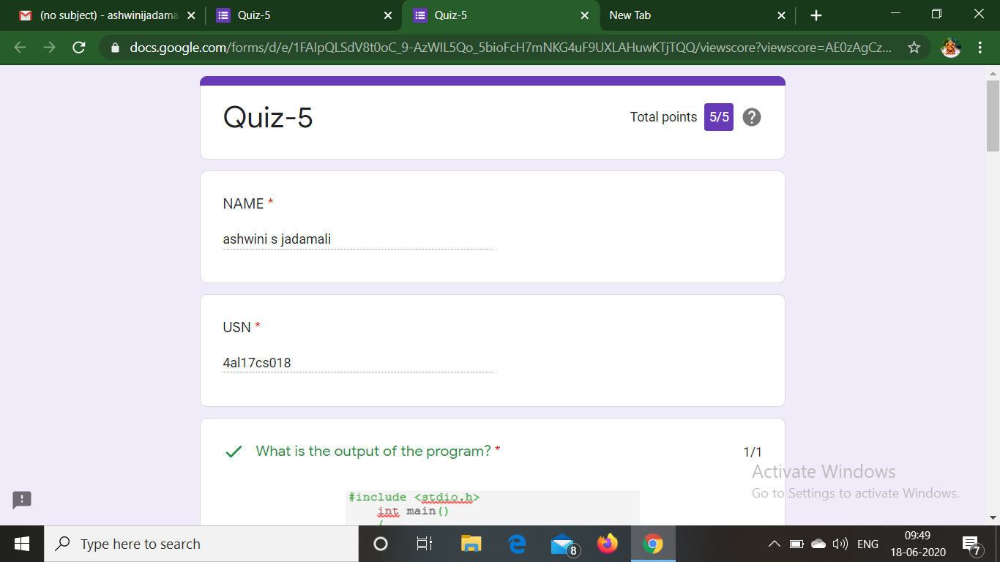 (no subject) - ashwinijadama
Quiz-5
Quiz-5
New Tab
docs.google.com/forms/d/e/1FAIpQLSdV8t0oC_9-AzWIL5Qo_5bioFcH7mNKG4uF9UXLAHuwKTjTQQ/viewscore?viewscore=AE0zAgCz...
Quiz-5
Total points 5/5
NAME *
ashwini s jadamali
USN *
4al17cs018
What is the output of the program? *
1/1
#include <stdio.h>
int main()
{
Activate Windows
Go to Settings to activate Windows.
Type here to search
8
ENG
09:49
18-06-2020
7